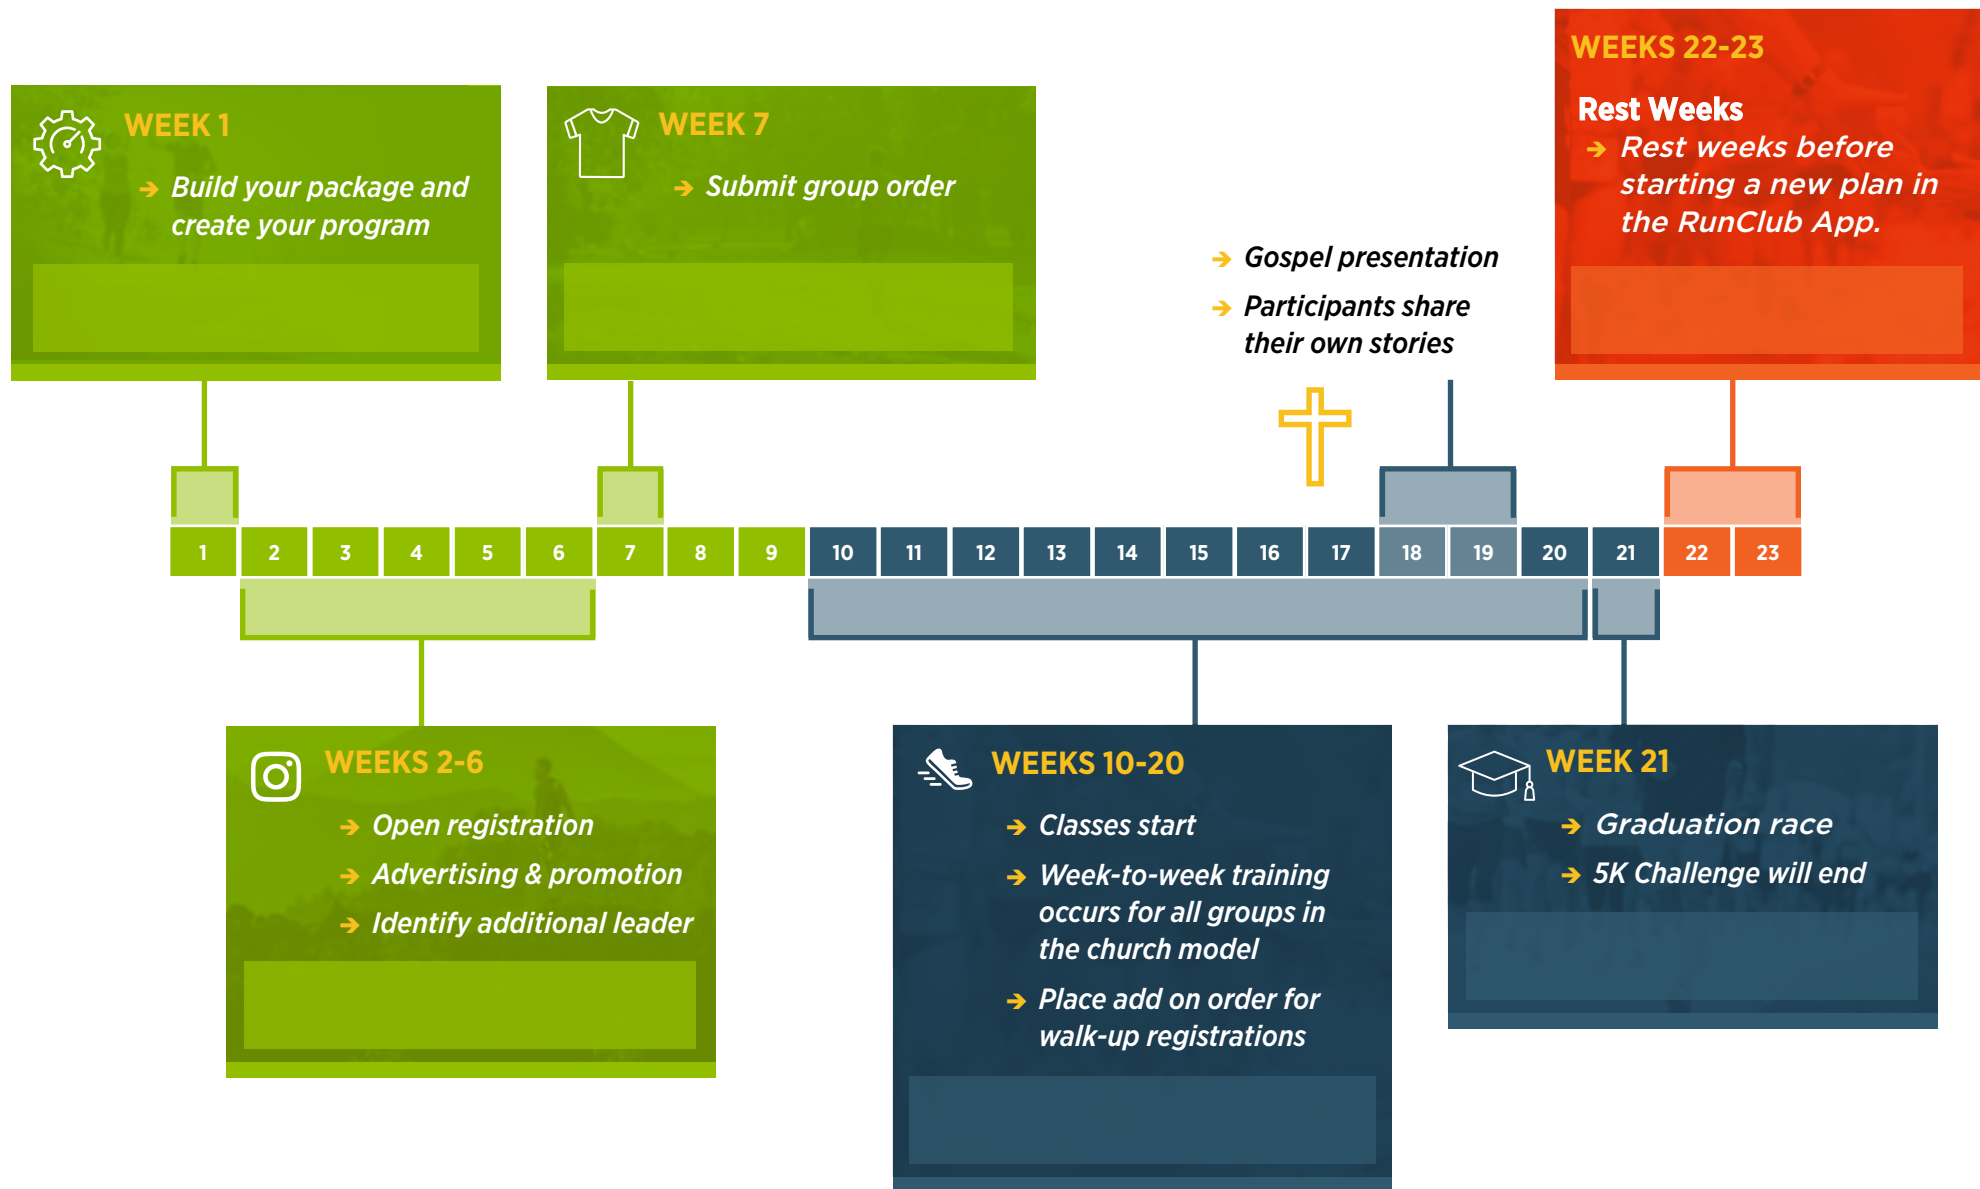 WEEK 1
Build your package and
create your program
WEEK 7
Submit group order
Gospel presentation
Participants share
their own stories
WEEKS 22-23
Rest Weeks
Rest weeks before
starting a new plan in
the RunClub App.
1 2 3 4 5 6 7 8 9 10 11 12 13 14 15 16 17 18 19 20 21 22 23
WEEKS 2-6
Open registration
Advertising & promotion
Identify additional leader
WEEKS 10-20
Classes start
Week-to-week training
occurs for all groups in
the church model
Place add on order for
walk-up registrations
WEEK 21
Graduation race
5K Challenge will end